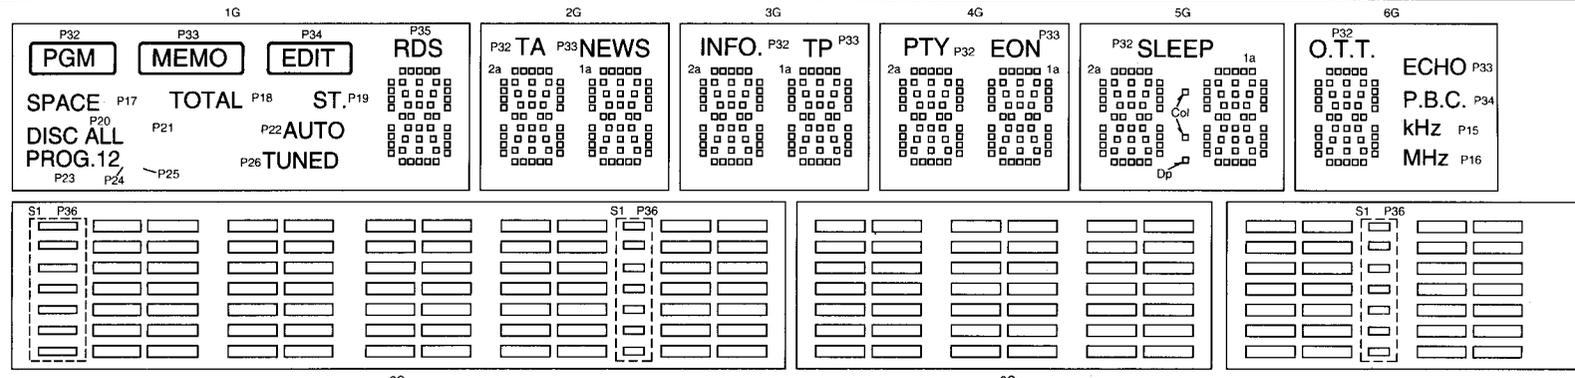 1G 2G 3G 4G 5G 6G
P32 P33 P34 P35 P32
PGM MEMO EDIT RDS P32 TA P33 NEWS INFO. P32 TP P33 PTY P32 EON P33 P32 SLEEP O.T.T.
2a 1a 2a 1a 2a 1a 2a 1a
ECHO P33
SPACE P17 TOTAL P18 ST. P19 P.B.C. P34
P20 Col
DISC ALL P21 P22 AUTO kHz P15
PROG.12 P26 TUNED MHz P16
P23 P24 P25 Dp
S1 P36 S1 P36 S1 P36